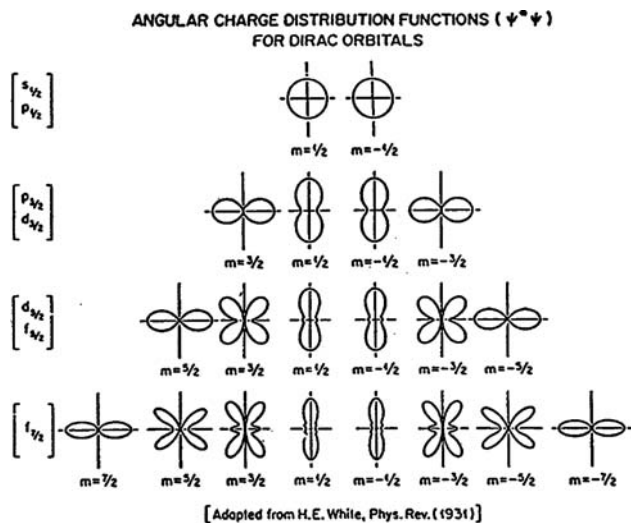 ANGULAR CHARGE DISTRIBUTION FUNCTIONS (ψ*ψ)
FOR DIRAC ORBITALS
s1/2
p1/2
m=1/2 m=-1/2
p3/2
d3/2
m=3/2 m=1/2 m=-1/2 m=-3/2
d5/2
f5/2
m=5/2 m=3/2 m=1/2 m=-1/2 m=-3/2 m=-5/2
f7/2
m=7/2 m=5/2 m=3/2 m=1/2 m=-1/2 m=-3/2 m=-5/2 m=-7/2
[Adapted from H.E. White, Phys. Rev. (1931)]